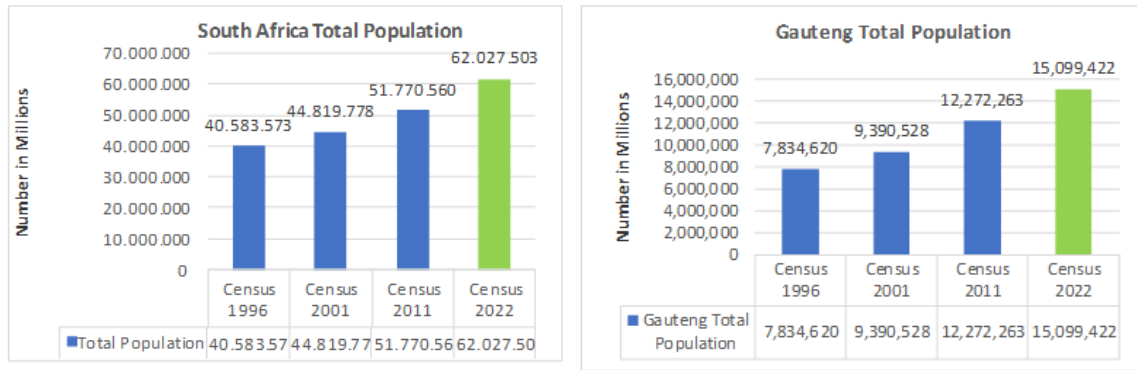 South Africa Total Population
Number in Millions
70.000.000
60.000.000
50.000.000
40.000.000
30.000.000
20.000.000
10.000.000
0
40.583.573
44.819.778
51.770.560
62.027.503
Census 1996
Census 2001
Census 2011
Census 2022
Total Population 40.583.57 44.819.77 51.770.56 62.027.50
Gauteng Total Population
Number in Millions
16,000,000
14,000,000
12,000,000
10,000,000
8,000,000
6,000,000
4,000,000
2,000,000
0
7,834,620
9,390,528
12,272,263
15,099,422
Census 1996
Census 2001
Census 2011
Census 2022
Gauteng Total Population 7,834,620 9,390,528 12,272,263 15,099,422